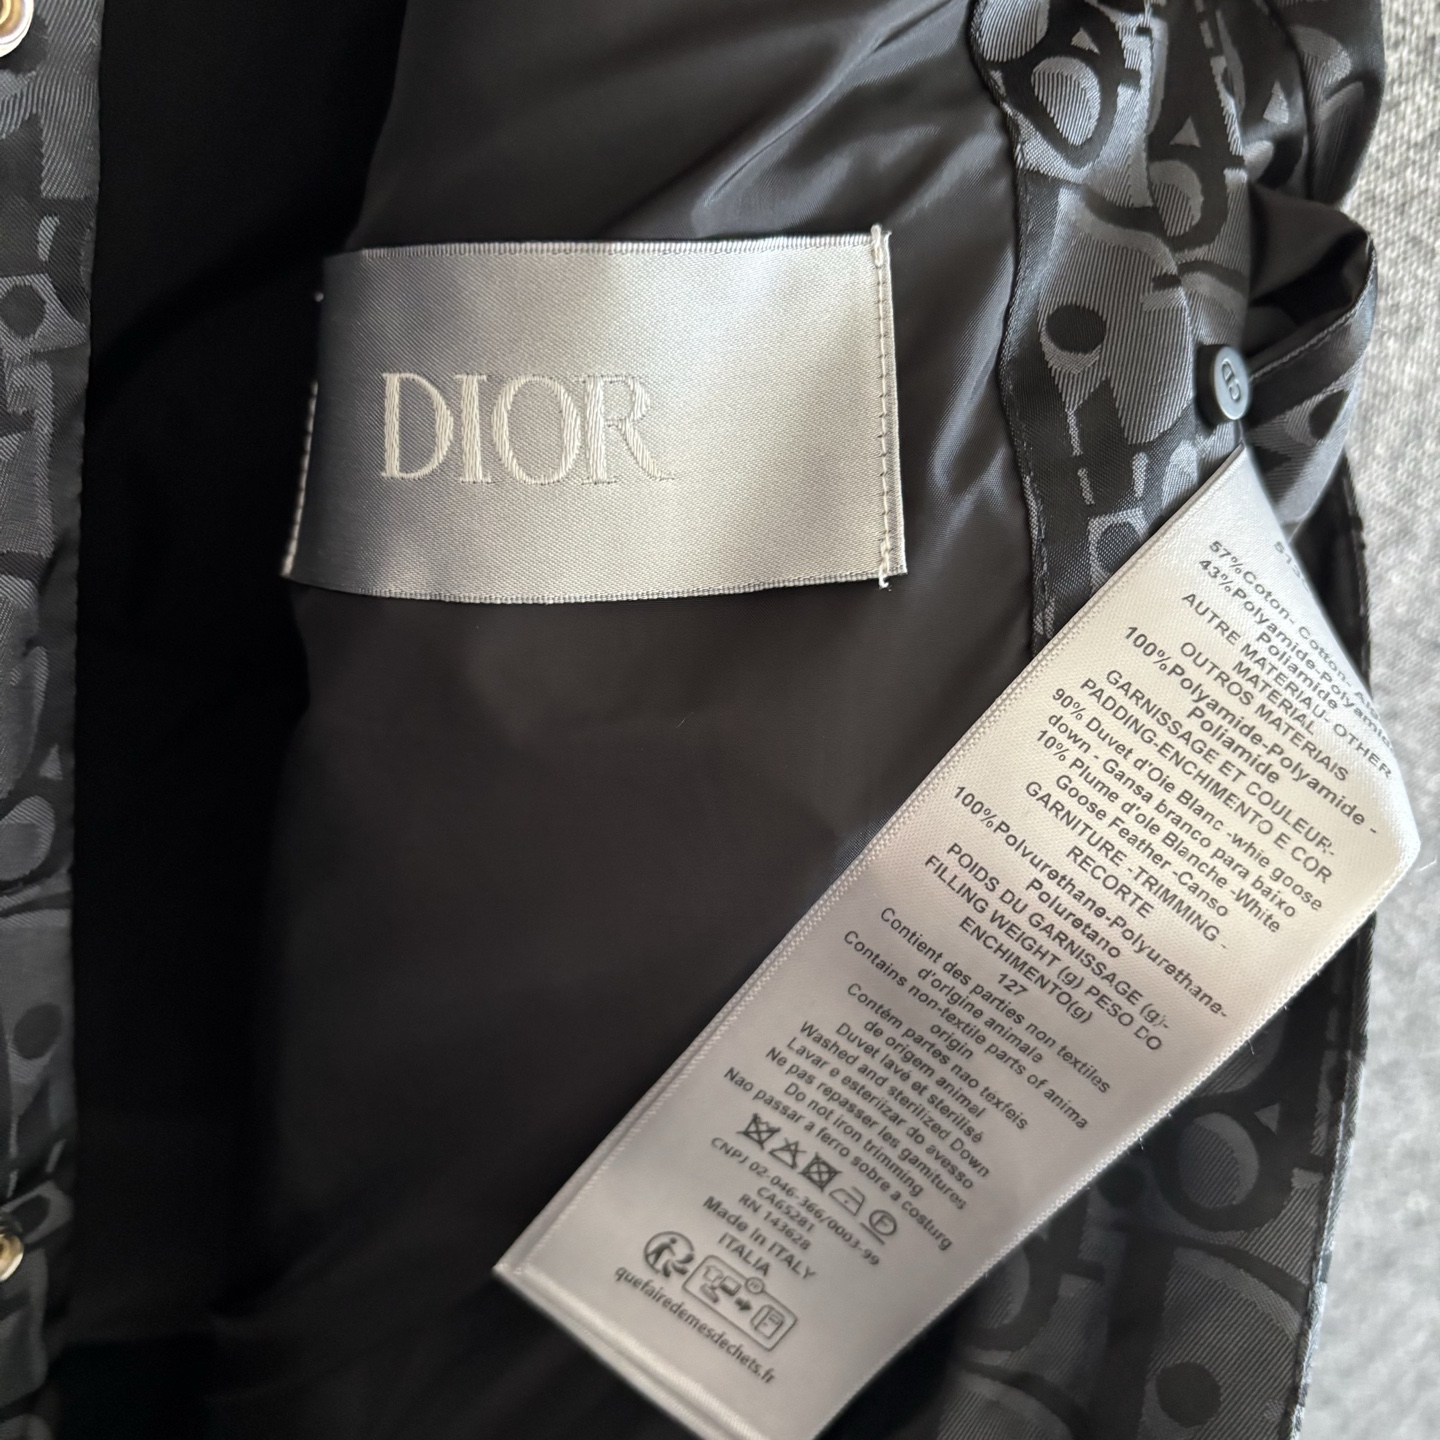 DIOR
57%Coton- Cotton-
43%Polyamide-Polyamide
Poliamide
AUTRE MATERIAU- OTHER
MATERIAL
OUTROS MATERIAIS
100%Polyamide-Polyamide -
Poliamide
GARNISSAGE ET COULEUR-
PADDING-ENCHIMENTO E COR
90% Duvet d'Oie Blanc -whie goose
down - Gansa branco para baixo
10% Plume d'oie Blanche -White
Goose Feather -Canso
GARNITURE -TRIMMING -
RECORTE
100%Polyurethane-Polyurethane-
Poluretano
POIDS DU GARNISSAGE (g)-
FILLING WEIGHT (g) PESO DO
ENCHIMENTO(g)
127
Contient des parties non textiles
d'origine animale
Contains non-textile parts of anima
origin
Contém partes nao texfeis
de origem animal
Duvet lavé et sterilisé
Washed and sterilized Down
Lavar e esteriizar do avesso
Ne pas repasser les gamitures
Do not iron trimming
Nao passar a ferro sobre a costurg
F
CNPJ 02-046-366/0003-99
CA65281
RN 143628
Made in ITALY
ITALIA
quefairedemesdechets.fr